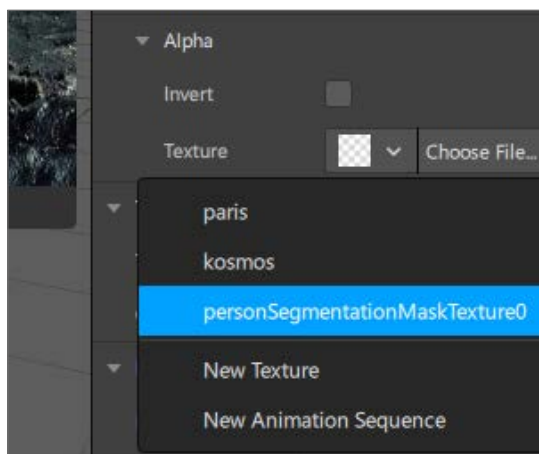 Alpha
Invert
Texture
Choose File...
paris
kosmos
personSegmentationMaskTexture0
New Texture
New Animation Sequence